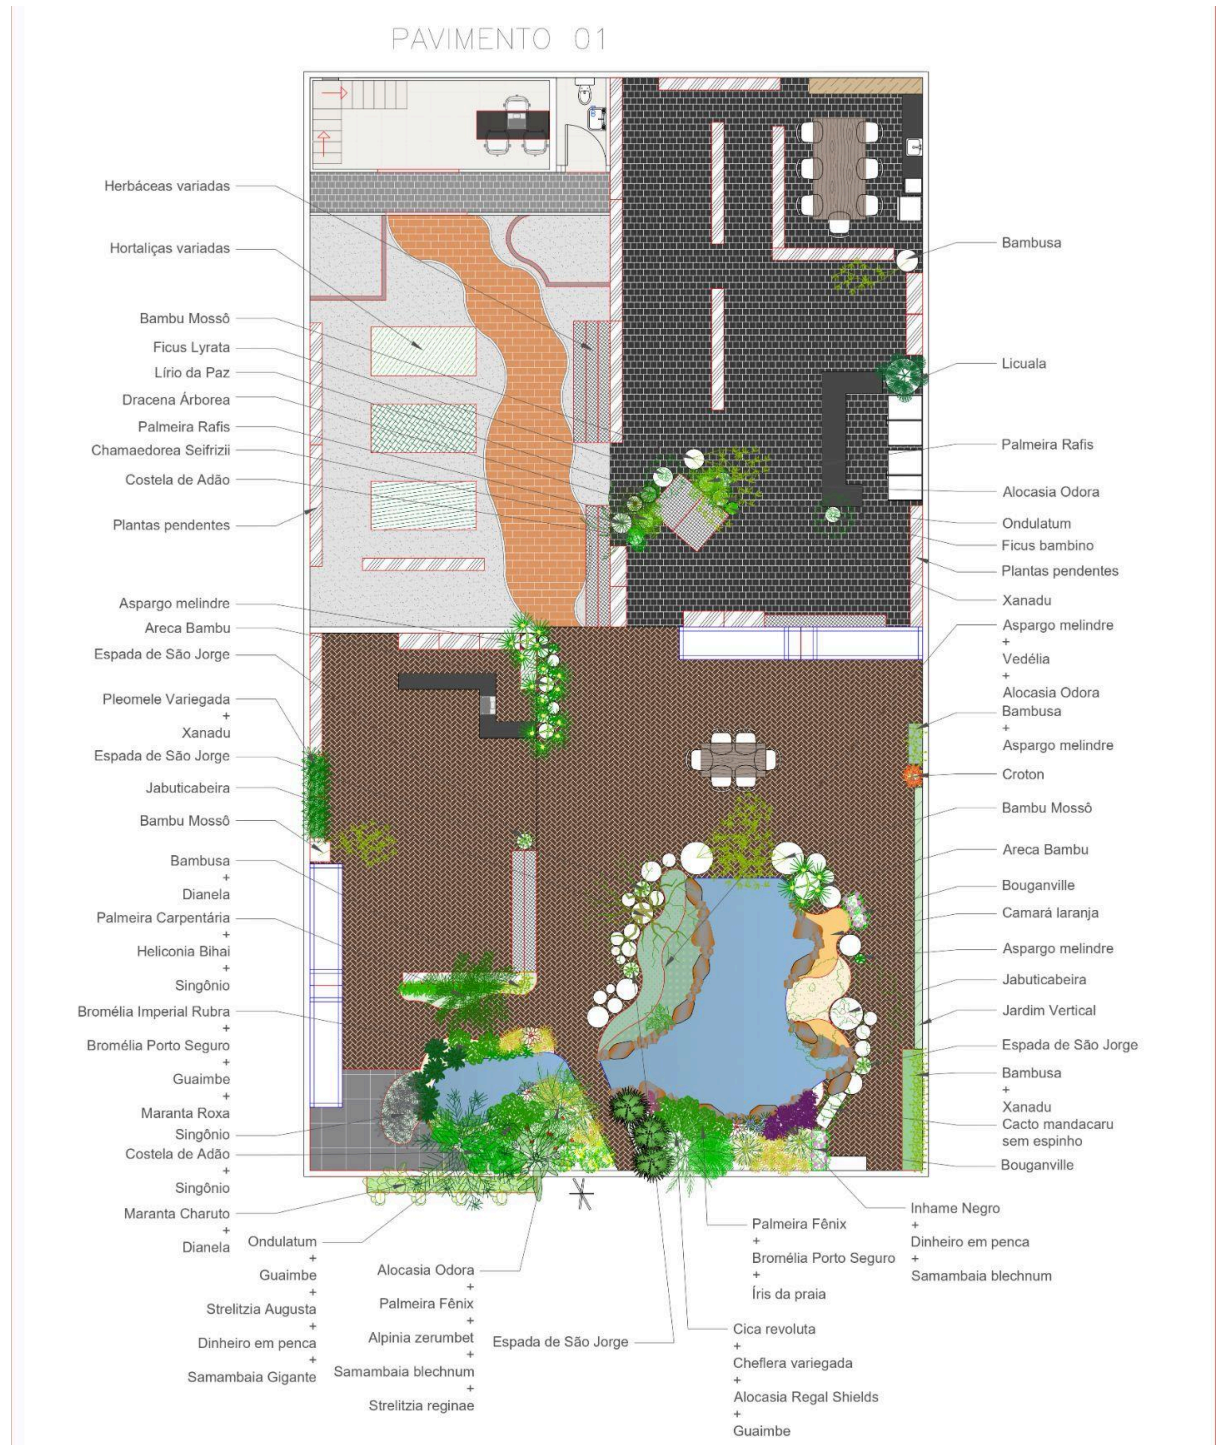 PAVIMENTO 01
Herbáceas variadas
Hortaliças variadas
Bambu Mossô
Ficus Lyrata
Lírio da Paz
Dracena Árborea
Palmeira Rafis
Chamaedorea Seifrizii
Costela de Adão
Plantas pendentes
Aspargo melindre
Areca Bambu
Espada de São Jorge
Pleomele Variegada
+
Xanadu
Espada de São Jorge
Jabuticabeira
Bambu Mossô
Bambusa
+
Dianela
Palmeira Carpentária
+
Heliconia Bihai
+
Singônio
Bromélia Imperial Rubra
+
Bromélia Porto Seguro
+
Guaimbe
+
Maranta Roxa
Singônio
Costela de Adão
+
Singônio
Maranta Charuto
+
Dianela
Ondulatum
+
Guaimbe
+
Strelitzia Augusta
+
Dinheiro em penca
+
Samambaia Gigante
Alocasia Odora
+
Palmeira Fênix
+
Alpinia zerumbet
+
Samambaia blechnum
+
Strelitzia reginae
Espada de São Jorge
Cica revoluta
+
Cheflera variegada
+
Alocasia Regal Shields
+
Guaimbe
Palmeira Fênix
+
Bromélia Porto Seguro
+
Íris da praia
Inhame Negro
+
Dinheiro em penca
+
Samambaia blechnum
Bambusa
Licuala
Palmeira Rafis
Alocasia Odora
Ondulatum
Ficus bambino
Plantas pendentes
Xanadu
Aspargo melindre
+
Vedélia
+
Alocasia Odora
Bambusa
+
Aspargo melindre
Croton
Bambu Mossô
Areca Bambu
Bouganville
Camará laranja
Aspargo melindre
Jabuticabeira
Jardim Vertical
Espada de São Jorge
Bambusa
+
Xanadu
Cacto mandacaru
sem espinho
Bouganville